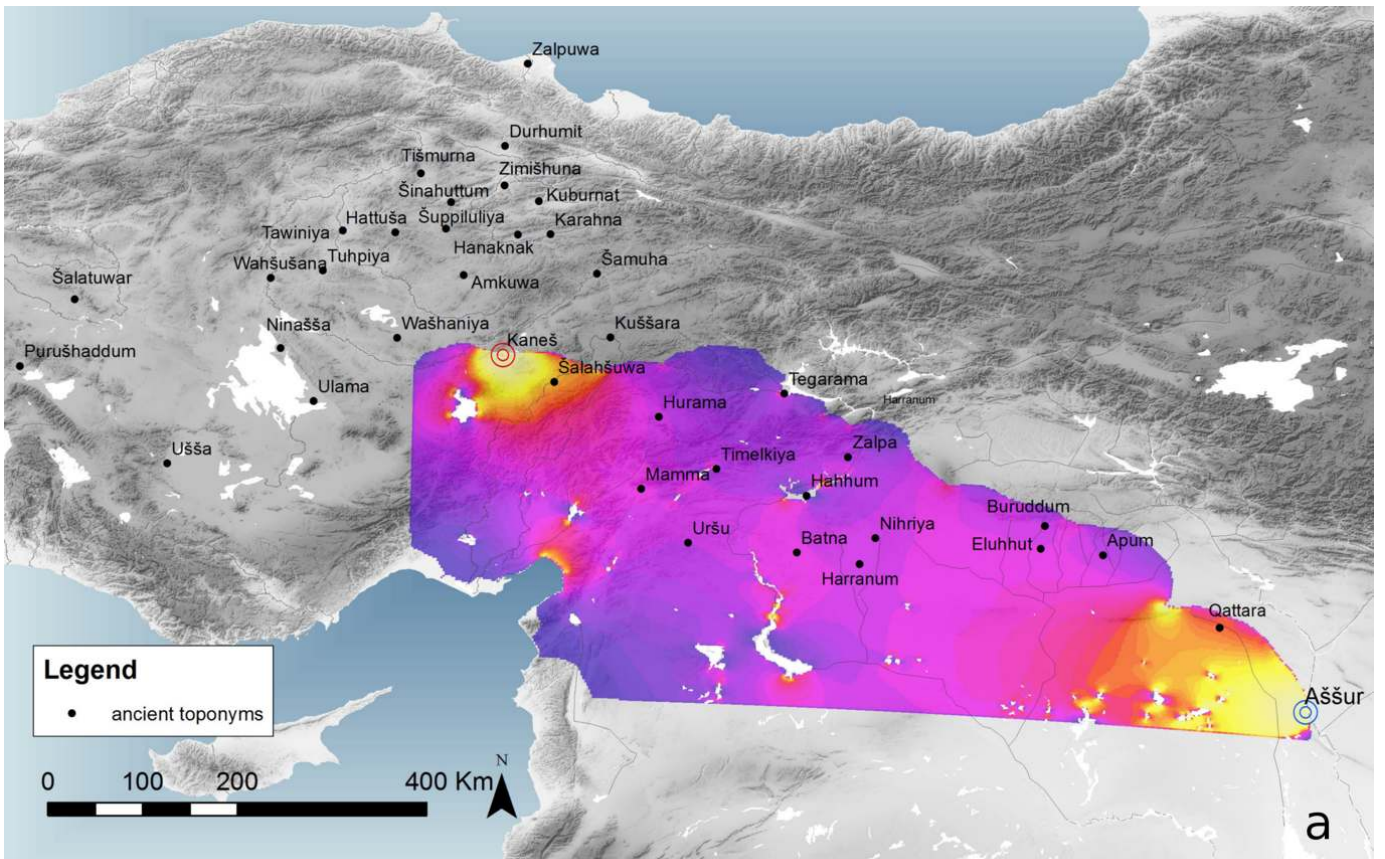 Zalpuwa
Durhumit
Tišmurna
Zimišhuna
Šinahuttum
Kuburnat
Hattuša
Šuppiluliya
Karahna
Tawiniya
Hanaknak
Wahšušana
Tuhpiya
Amkuwa
Šamuha
Šalatuwar
Ninašša
Wašhaniya
Kaneš
Kuššara
Purušhaddum
Šalahšuwa
Ulama
Tegarama
Harranum
Hurama
Ušša
Zalpa
Timelkiya
Mamma
Hahhum
Buruddum
Uršu
Batna
Nihriya
Eluhhut
Apum
Harranum
Qattara
Aššur
Legend
ancient toponyms
0 100 200 400 Km
N
a